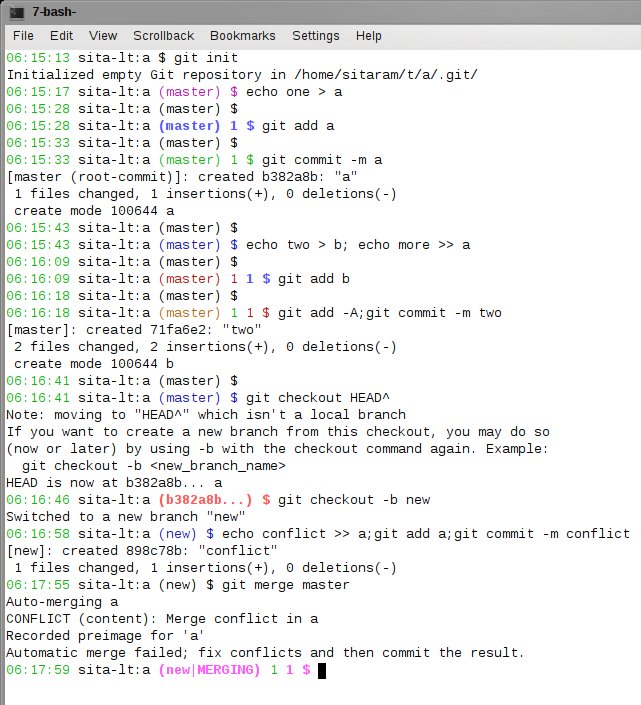 7-bash-
File Edit View Scrollback Bookmarks Settings Help
06:15:13 sita-lt:a $ git init
Initialized empty Git repository in /home/sitaram/t/a/.git/
06:15:17 sita-lt:a (master) $ echo one > a
06:15:28 sita-lt:a (master) $
06:15:28 sita-lt:a (master) 1 $ git add a
06:15:33 sita-lt:a (master) $
06:15:33 sita-lt:a (master) 1 $ git commit -m a
[master (root-commit)]: created b382a8b: "a"
 1 files changed, 1 insertions(+), 0 deletions(-)
 create mode 100644 a
06:15:43 sita-lt:a (master) $
06:15:43 sita-lt:a (master) $ echo two > b; echo more >> a
06:16:09 sita-lt:a (master) $
06:16:09 sita-lt:a (master) 1 1 $ git add b
06:16:18 sita-lt:a (master) $
06:16:18 sita-lt:a (master) 1 1 $ git add -A;git commit -m two
[master]: created 71fa6e2: "two"
 2 files changed, 2 insertions(+), 0 deletions(-)
 create mode 100644 b
06:16:41 sita-lt:a (master) $
06:16:41 sita-lt:a (master) $ git checkout HEAD^
Note: moving to "HEAD^" which isn't a local branch
If you want to create a new branch from this checkout, you may do so
(now or later) by using -b with the checkout command again. Example:
  git checkout -b <new_branch_name>
HEAD is now at b382a8b... a
06:16:46 sita-lt:a (b382a8b...) $ git checkout -b new
Switched to a new branch "new"
06:16:58 sita-lt:a (new) $ echo conflict >> a;git add a;git commit -m conflict
[new]: created 898c78b: "conflict"
 1 files changed, 1 insertions(+), 0 deletions(-)
06:17:55 sita-lt:a (new) $ git merge master
Auto-merging a
CONFLICT (content): Merge conflict in a
Recorded preimage for 'a'
Automatic merge failed; fix conflicts and then commit the result.
06:17:59 sita-lt:a (new|MERGING) 1 1 $